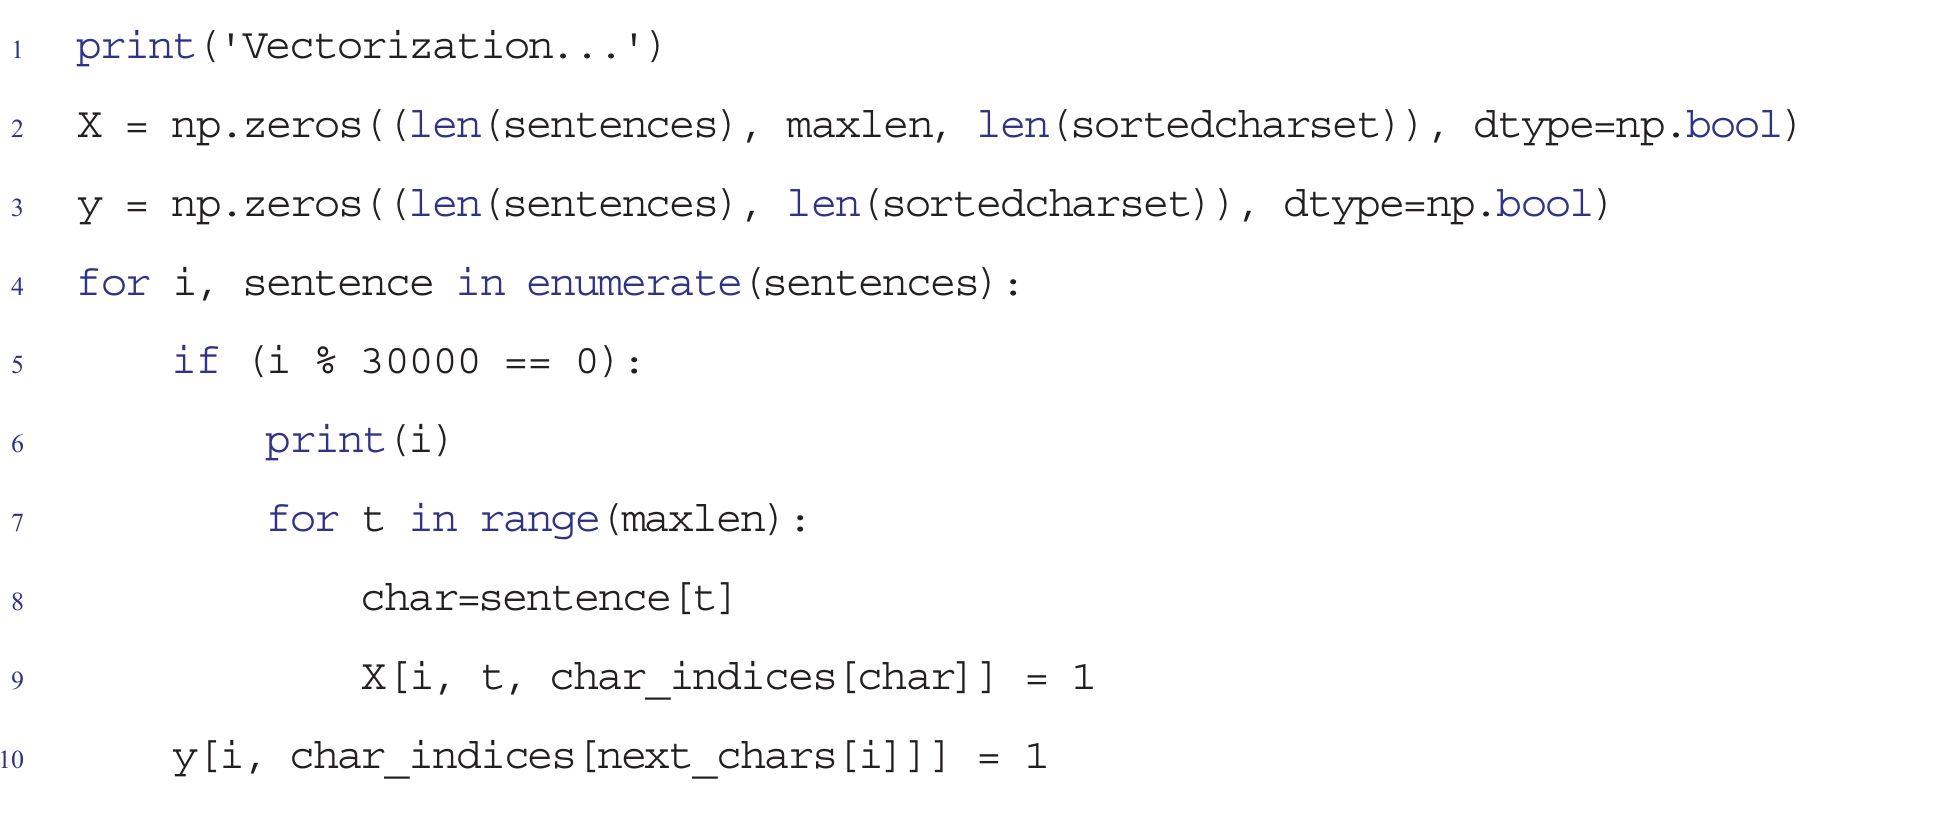 1 print('Vectorization...')
2 X = np.zeros((len(sentences), maxlen, len(sortedcharset)), dtype=np.bool)
3 y = np.zeros((len(sentences), len(sortedcharset)), dtype=np.bool)
4 for i, sentence in enumerate(sentences):
5     if (i % 30000 == 0):
6         print(i)
7         for t in range(maxlen):
8             char=sentence[t]
9             X[i, t, char_indices[char]] = 1
10     y[i, char_indices[next_chars[i]]] = 1